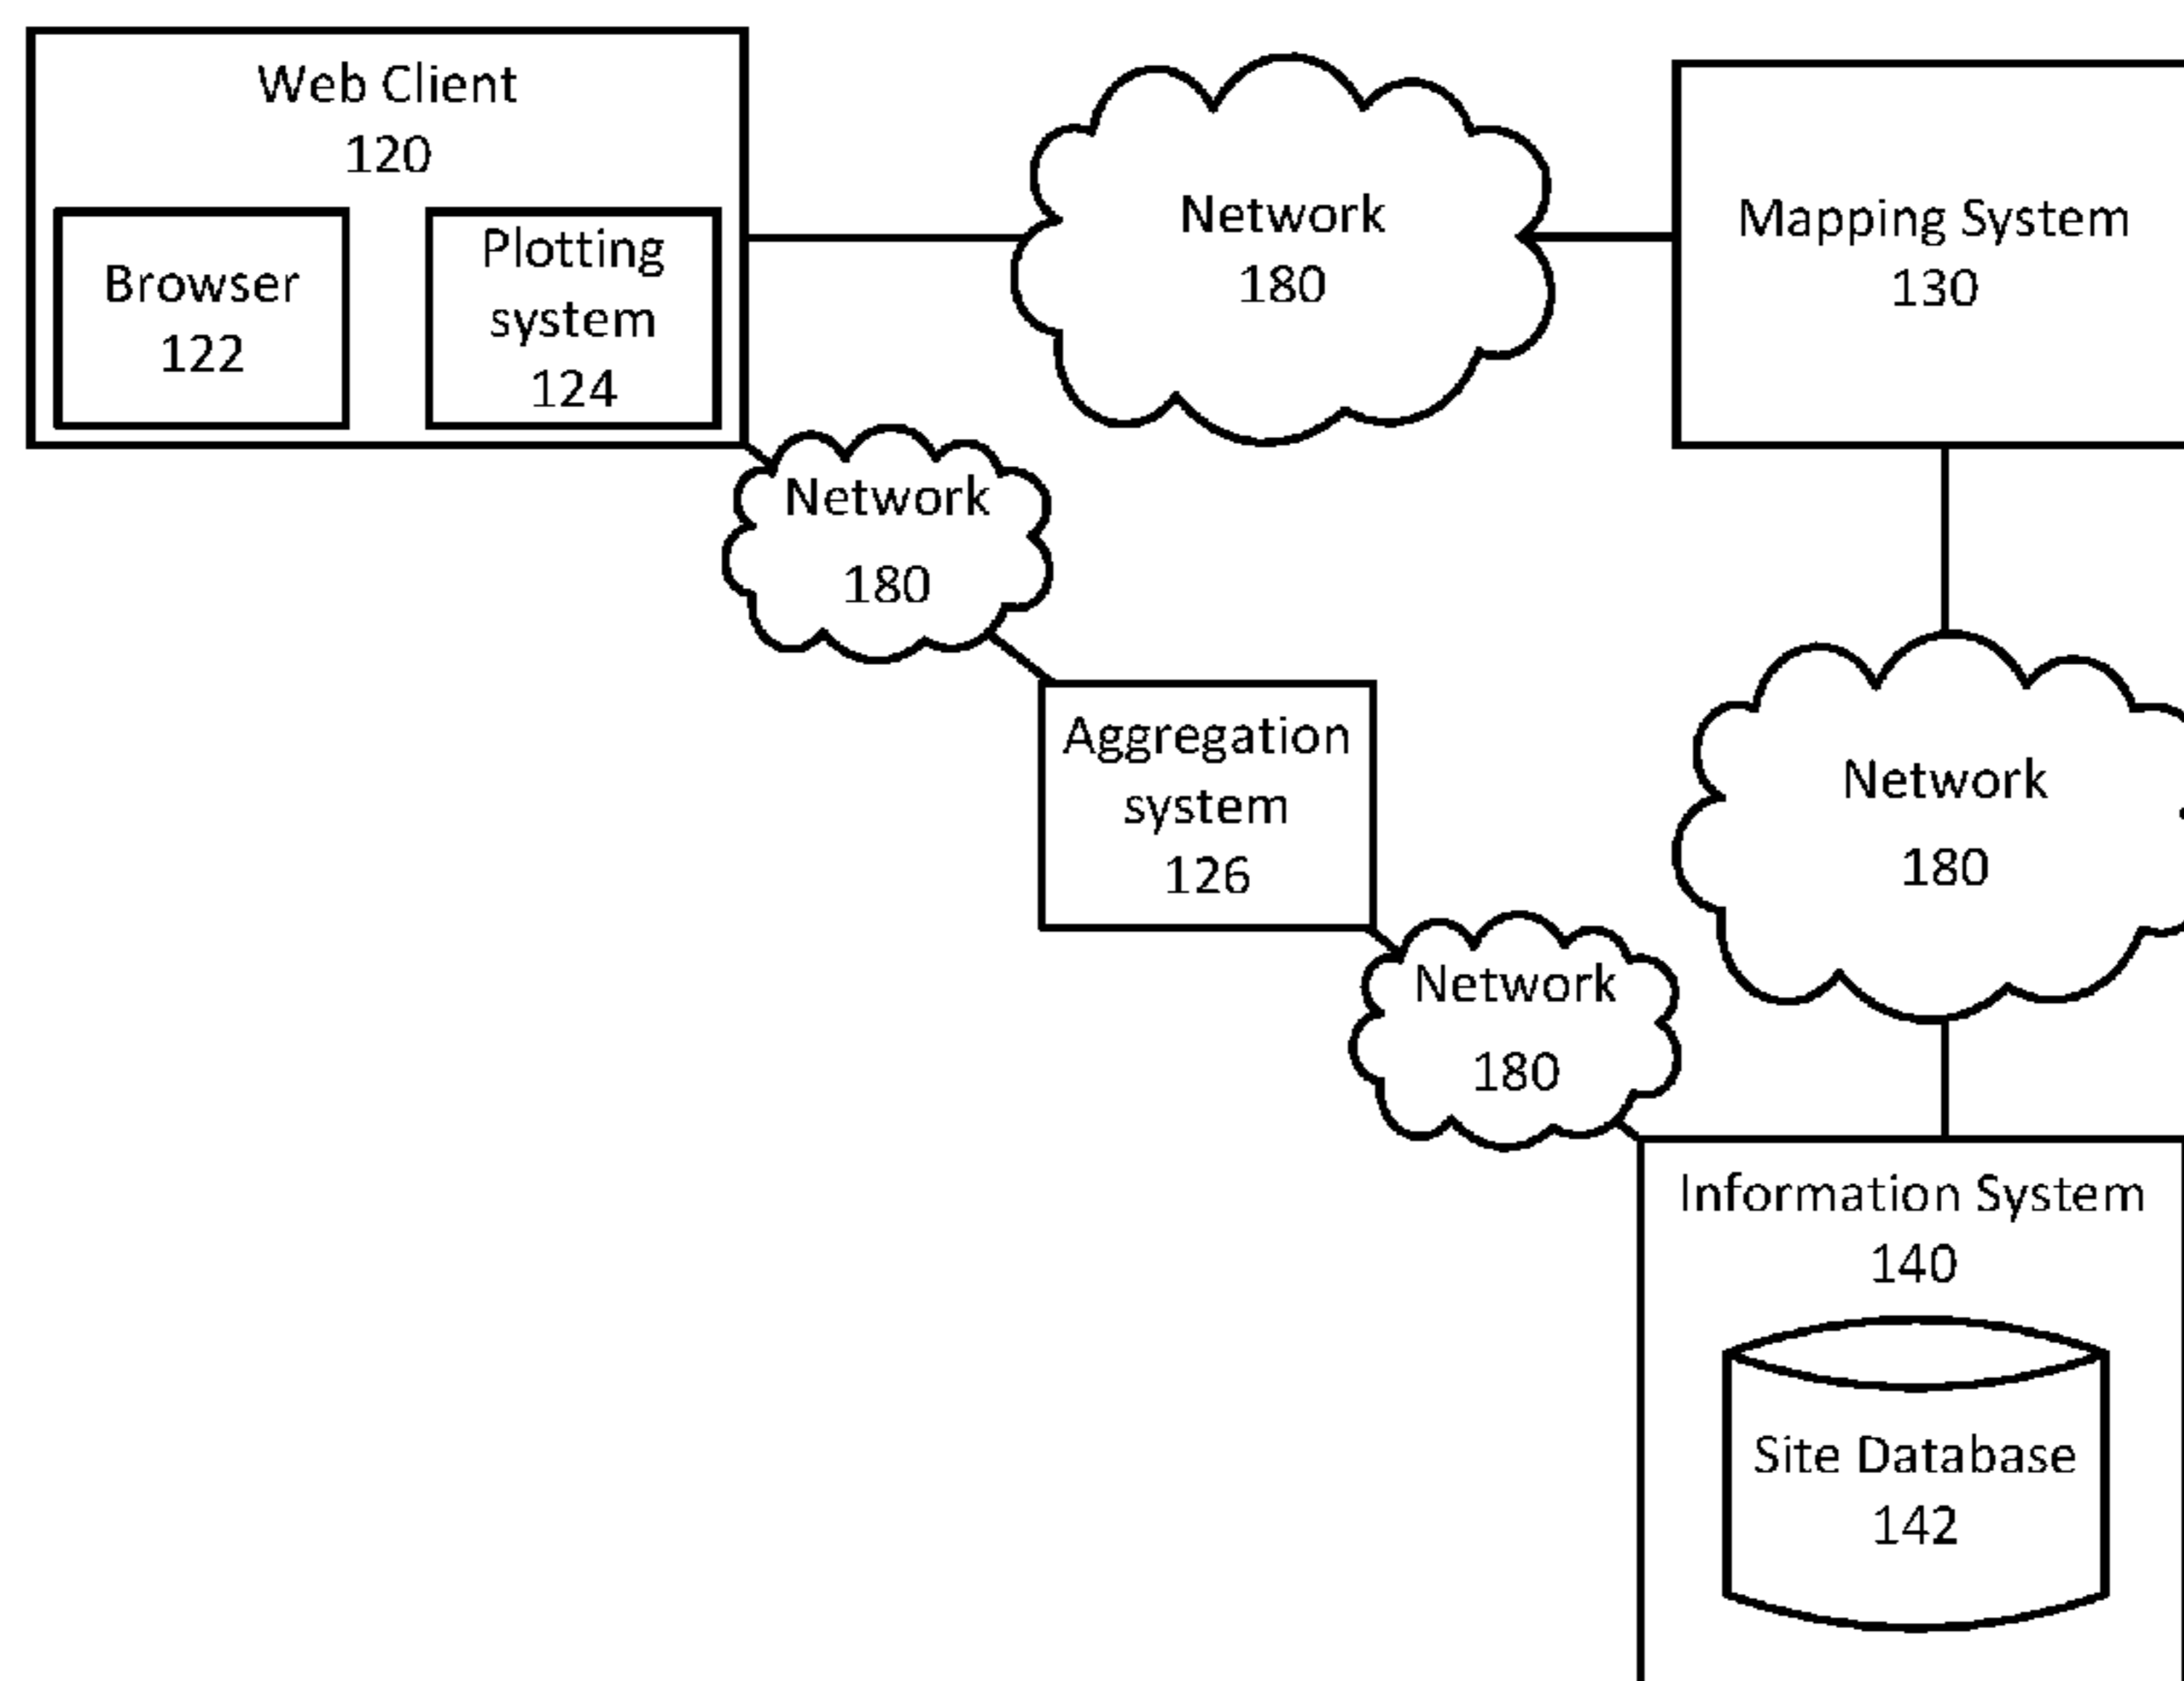 Web Client
120
Browser
122
Plotting
system
124
Network
180
Mapping System
130
Network
180
Aggregation
system
126
Network
180
Network
180
Information System
140
Site Database
142